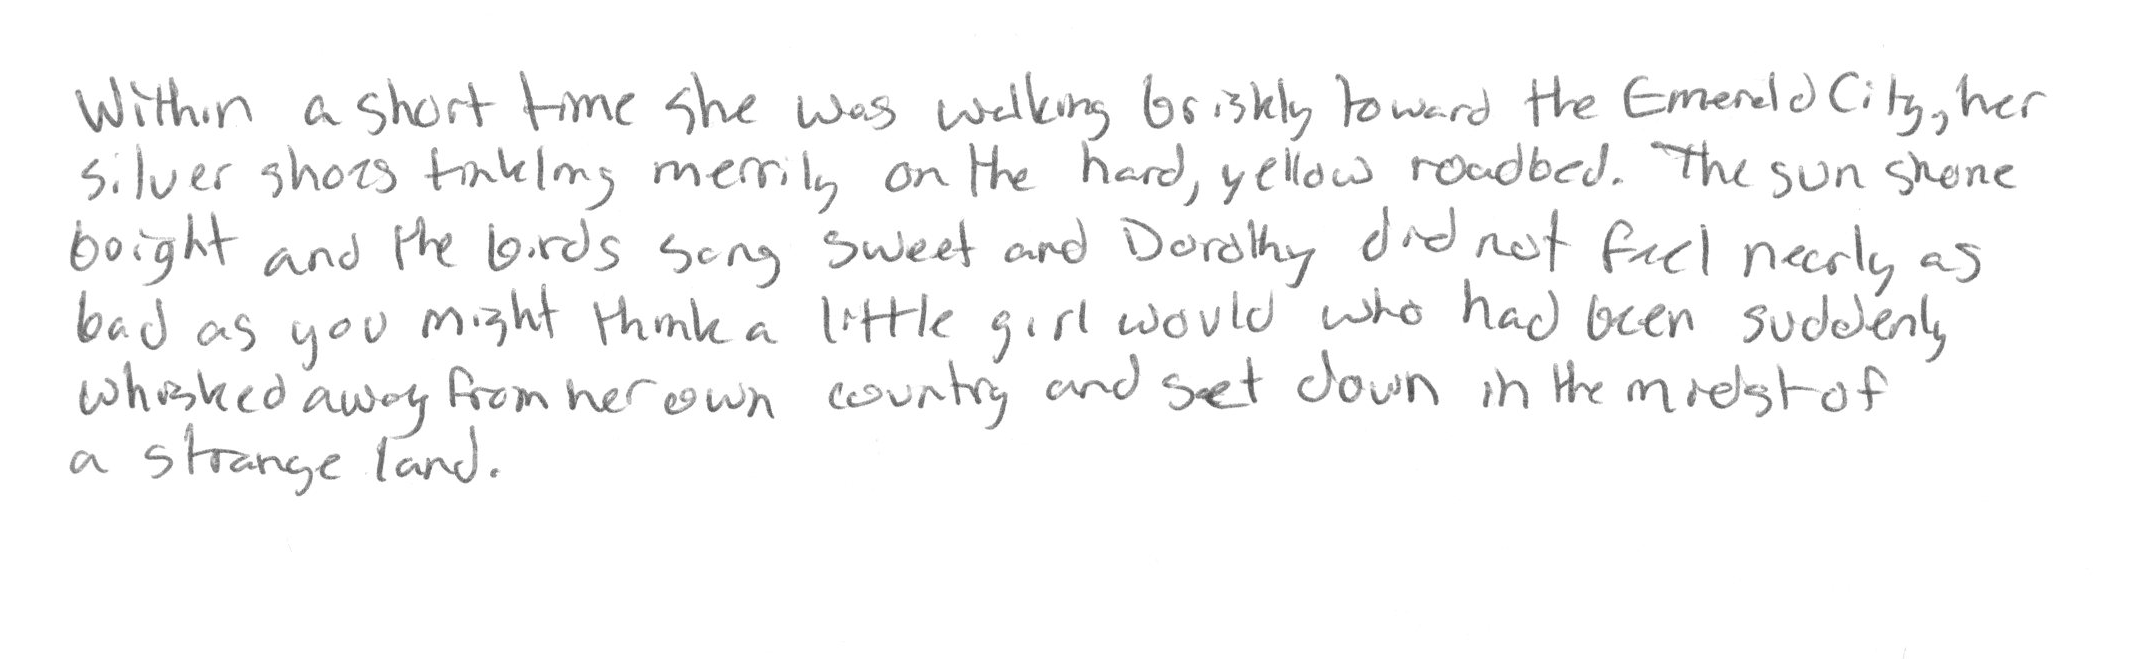 Within a short time she was walking briskly toward the Emerald City, her
silver shoes tinkling merrily on the hard, yellow roadbed. The sun shone
bright and the birds sang sweet and Dorothy did not feel nearly as
bad as you might think a little girl would who had been suddenly
whisked away from her own country and set down in the midst of
a strange land.